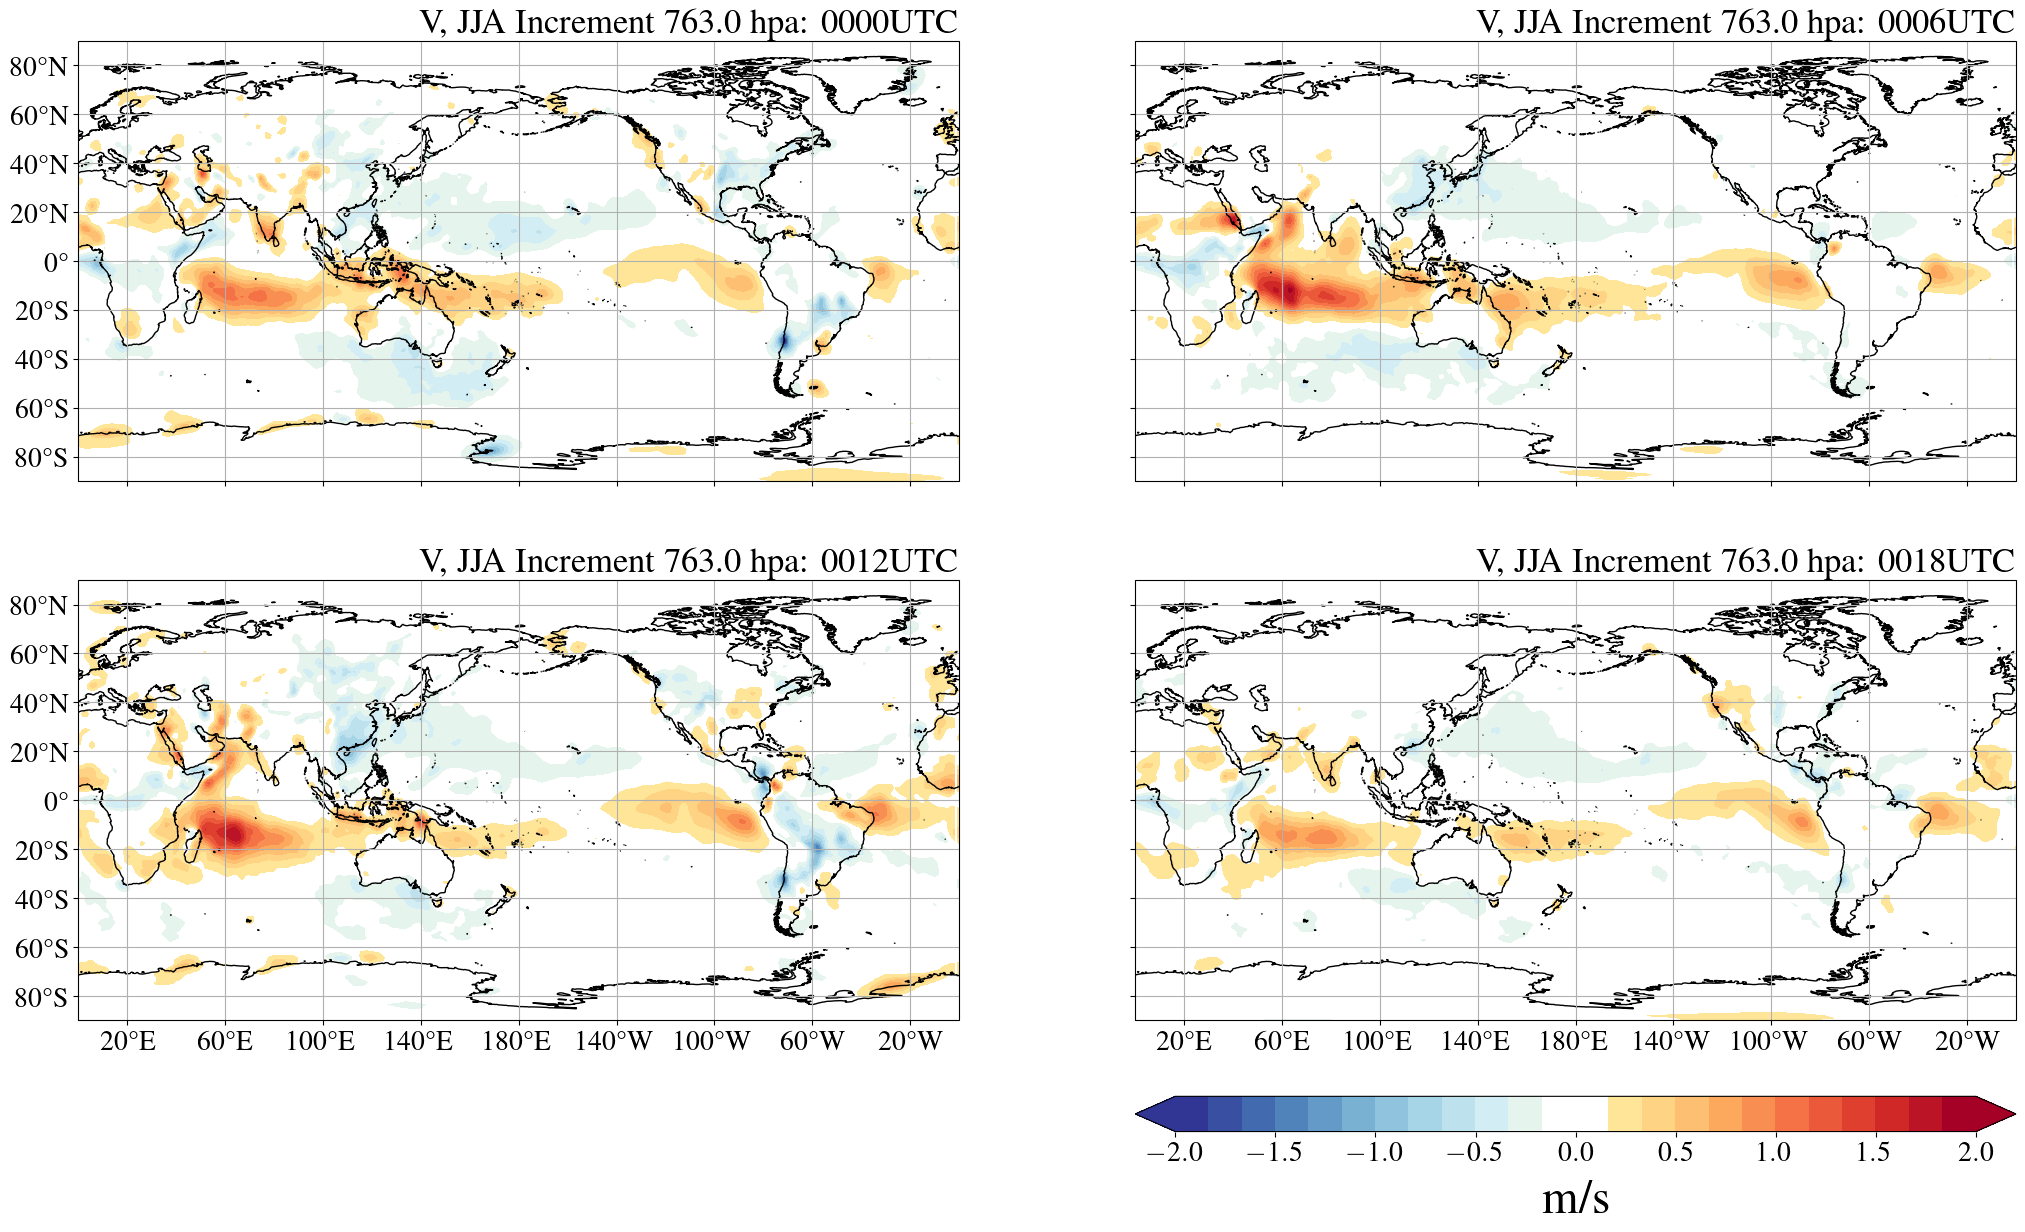 V, JJA Increment 763.0 hpa: 0000UTC
V, JJA Increment 763.0 hpa: 0006UTC
80°N
60°N
40°N
20°N
0°
20°S
40°S
60°S
80°S
V, JJA Increment 763.0 hpa: 0012UTC
V, JJA Increment 763.0 hpa: 0018UTC
80°N
60°N
40°N
20°N
0°
20°S
40°S
60°S
80°S
20°E 60°E 100°E 140°E 180°E 140°W 100°W 60°W 20°W
20°E 60°E 100°E 140°E 180°E 140°W 100°W 60°W 20°W
−2.0 −1.5 −1.0 −0.5 0.0 0.5 1.0 1.5 2.0
m/s